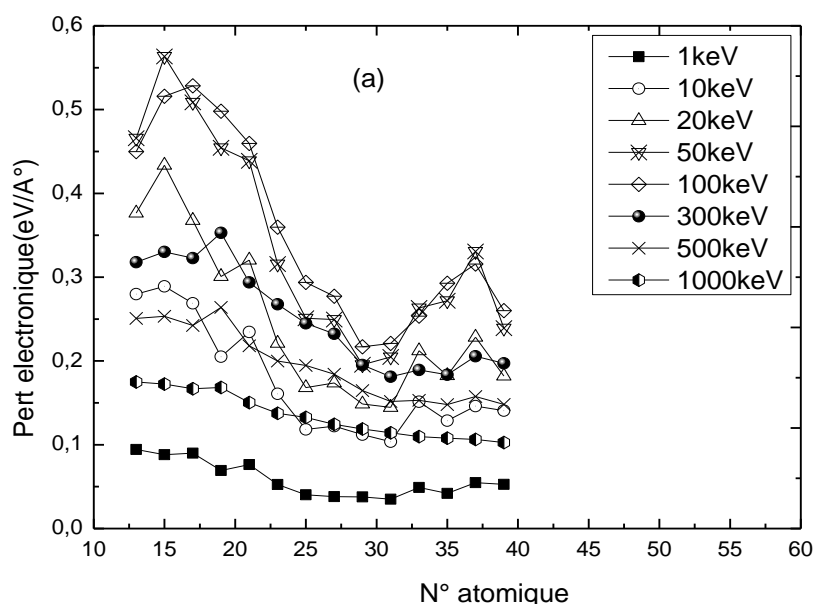 0,6
0,5
0,4
0,3
0,2
0,1
0,0
Pert electronique(eV/A°)
(a)
1keV
10keV
20keV
50keV
100keV
300keV
500keV
1000keV
10 15 20 25 30 35 40 45 50 55 60
N° atomique